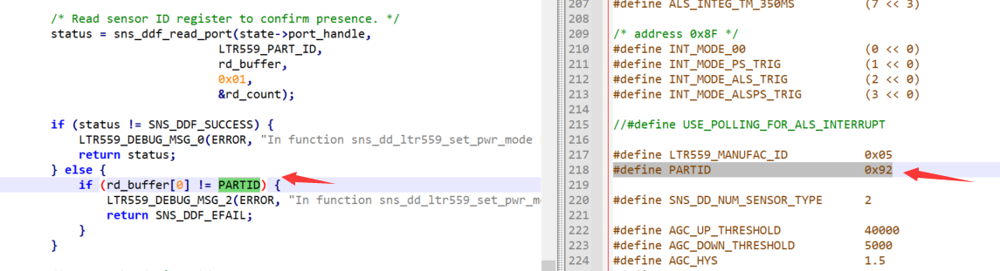 /* Read sensor ID register to confirm presence. */
status = sns_ddf_read_port(state->port_handle,
LTR559_PART_ID,
rd_buffer,
0x01,
&rd_count);
if (status != SNS_DDF_SUCCESS) {
LTR559_DEBUG_MSG_0(ERROR, "In function sns_dd_ltr559_set_pwr_mode
return status;
} else {
if (rd_buffer[0] != PARTID) {
LTR559_DEBUG_MSG_2(ERROR, "In function sns_dd_ltr559_set_pwr_m
return SNS_DDF_EFAIL;
}
}
207 #define ALS_INTEG_TM_350MS (7 << 3)
208
209 /* address 0x8F */
210 #define INT_MODE_00 (0 << 0)
211 #define INT_MODE_PS_TRIG (1 << 0)
212 #define INT_MODE_ALS_TRIG (2 << 0)
213 #define INT_MODE_ALSPS_TRIG (3 << 0)
214
215 //#define USE_POLLING_FOR_ALS_INTERRUPT
216
217 #define LTR559_MANUFAC_ID 0x05
218 #define PARTID 0x92
219
220 #define SNS_DD_NUM_SENSOR_TYPE 2
221
222 #define AGC_UP_THRESHOLD 40000
223 #define AGC_DOWN_THRESHOLD 5000
224 #define AGC_HYS 1.5